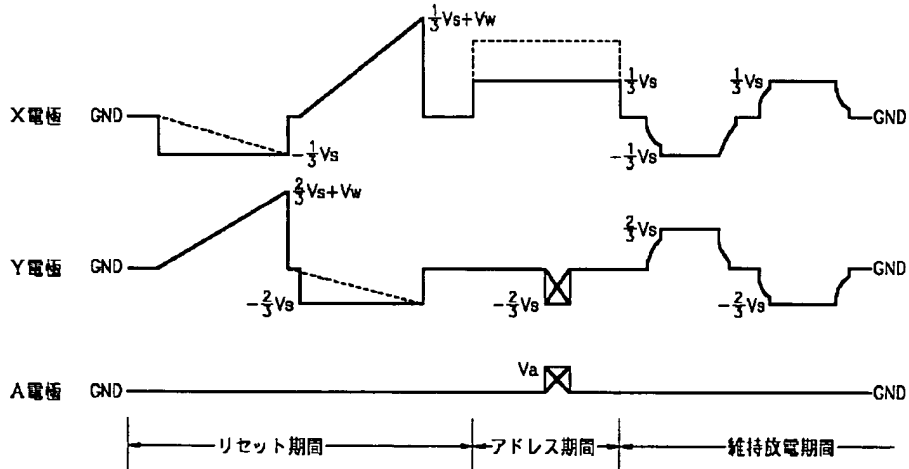 1/3Vs+Vw
X電極 GND 1/3Vs 1/3Vs GND
-1/3Vs -1/3Vs
2/3Vs+Vw
2/3Vs
Y電極 GND GND
-2/3Vs -2/3Vs -2/3Vs
Va
A電極 GND GND
リセット期間 アドレス期間 維持放電期間